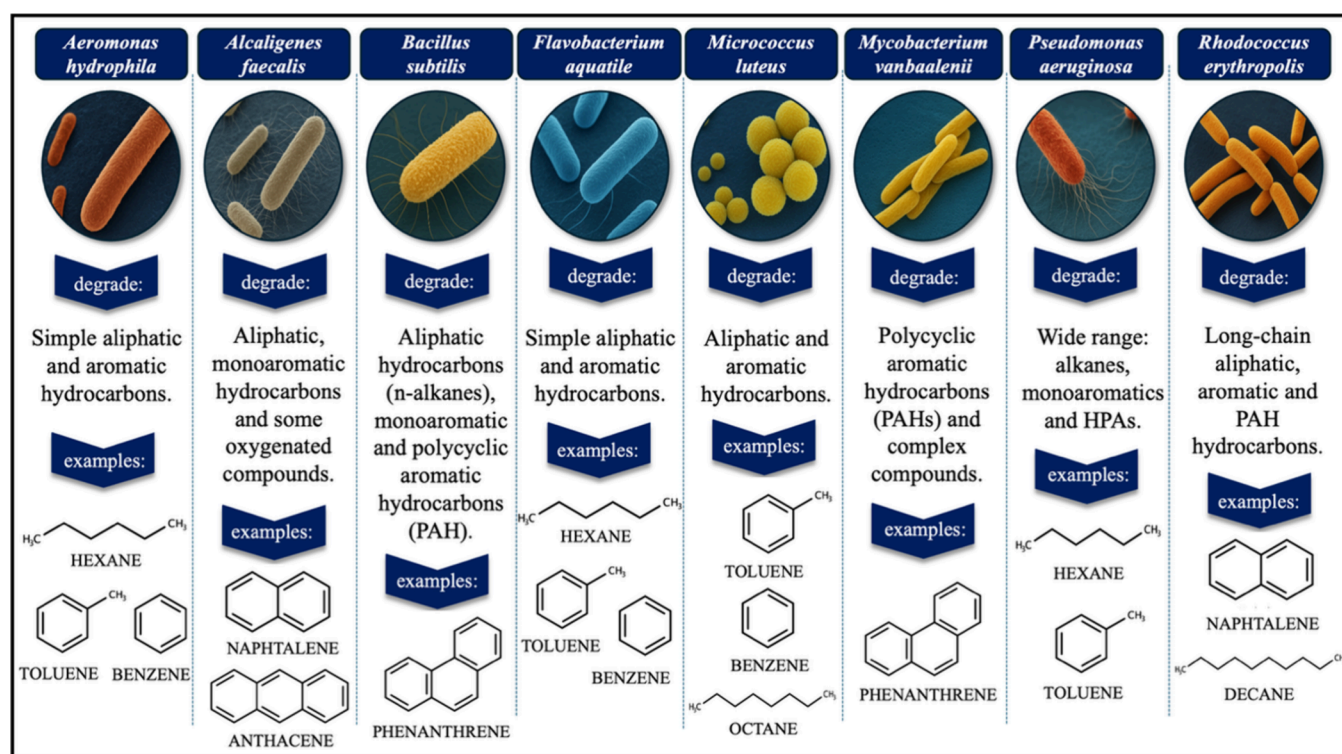 Aeromonas
hydrophila
degrade:
Simple aliphatic
and aromatic
hydrocarbons.
examples:
H₃C
CH₃
HEXANE
CH₃
TOLUENE
BENZENE
Alcaligenes
faecalis
degrade:
Aliphatic,
monoaromatic
hydrocarbons
and some
oxygenated
compounds.
examples:
NAPHTALENE
ANTHACENE
Bacillus
subtilis
degrade:
Aliphatic
hydrocarbons
(n-alkanes),
monoaromatic
and polycyclic
aromatic
hydrocarbons
(PAH).
examples:
PHENANTHRENE
Flavobacterium
aquatile
degrade:
Simple aliphatic
and aromatic
hydrocarbons.
examples:
H₃C
CH₃
HEXANE
CH₃
TOLUENE
BENZENE
Micrococcus
luteus
degrade:
Aliphatic and
aromatic
hydrocarbons.
examples:
CH₃
TOLUENE
BENZENE
H₃C
CH₃
OCTANE
Mycobacterium
vanbaalenii
degrade:
Polycyclic
aromatic
hydrocarbons
(PAHs) and
complex
compounds.
examples:
PHENANTHRENE
Pseudomonas
aeruginosa
degrade:
Wide range:
alkanes,
monoaromatics
and HPAs.
examples:
H₃C
CH₃
HEXANE
CH₃
TOLUENE
Rhodococcus
erythropolis
degrade:
Long-chain
aliphatic,
aromatic and
PAH
hydrocarbons.
examples:
NAPHTALENE
H₃C
DECANE